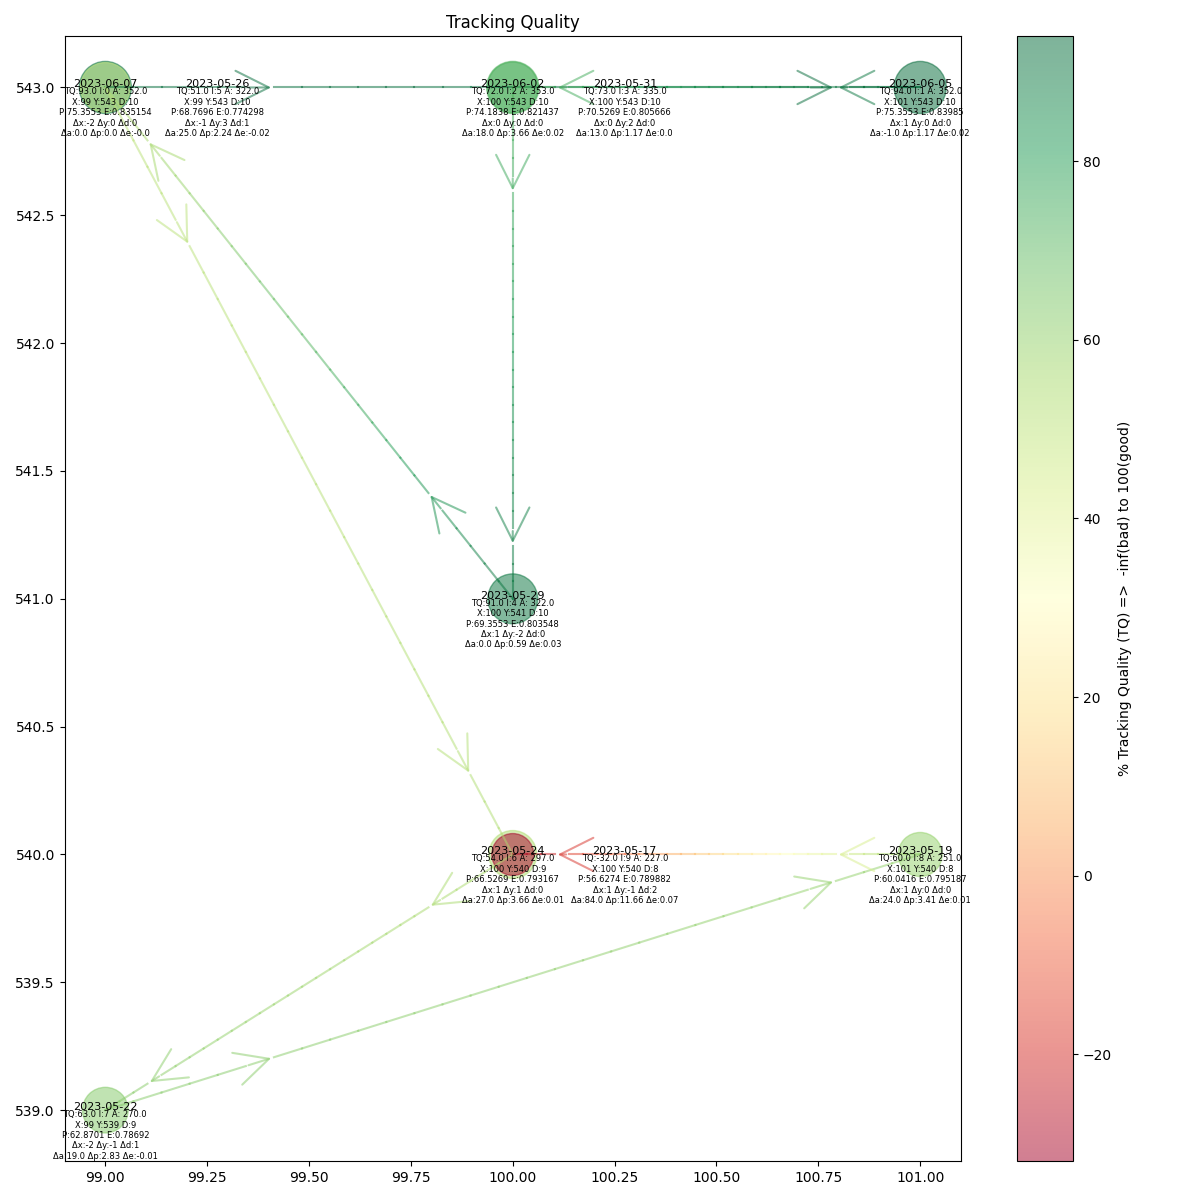 Tracking Quality
543.0
542.5
542.0
541.5
541.0
540.5
540.0
539.5
539.0
2023-06-07
TQ:93.0 I:0 A: 352.0
X:99 Y:543 D:10
P:75.3553 E:0.835154
Δx:-2 Δy:0 Δd:0
Δa:0.0 Δp:0.0 Δe:-0.0
2023-05-26
TQ:51.0 I:5 A: 322.0
X:99 Y:543 D:10
P:68.7696 E:0.774298
Δx:-1 Δy:3 Δd:1
Δa:25.0 Δp:2.24 Δe:-0.02
2023-06-02
TQ:72.0 I:2 A: 353.0
X:100 Y:543 D:10
P:74.1838 E:0.821437
Δx:0 Δy:0 Δd:0
Δa:18.0 Δp:3.66 Δe:0.02
2023-05-31
TQ:73.0 I:3 A: 335.0
X:100 Y:543 D:10
P:70.5269 E:0.805666
Δx:0 Δy:2 Δd:0
Δa:13.0 Δp:1.17 Δe:0.0
2023-06-05
TQ:94.0 I:1 A: 352.0
X:101 Y:543 D:10
P:75.3553 E:0.83985
Δx:1 Δy:0 Δd:0
Δa:-1.0 Δp:1.17 Δe:0.02
2023-05-29
TQ:91.0 I:4 A: 322.0
X:100 Y:541 D:10
P:69.3553 E:0.803548
Δx:1 Δy:-2 Δd:0
Δa:0.0 Δp:0.59 Δe:0.03
2023-05-24
TQ:54.0 I:6 A: 297.0
X:100 Y:540 D:9
P:66.5269 E:0.793167
Δx:1 Δy:1 Δd:0
Δa:27.0 Δp:3.66 Δe:0.01
2023-05-17
TQ:-32.0 I:9 A: 227.0
X:100 Y:540 D:8
P:56.6274 E:0.789882
Δx:1 Δy:-1 Δd:2
Δa:84.0 Δp:11.66 Δe:0.07
2023-05-19
TQ:60.0 I:8 A: 251.0
X:101 Y:540 D:8
P:60.0416 E:0.795187
Δx:1 Δy:0 Δd:0
Δa:24.0 Δp:3.41 Δe:0.01
2023-05-22
TQ:63.0 I:7 A: 270.0
X:99 Y:539 D:9
P:62.8701 E:0.78692
Δx:-2 Δy:-1 Δd:1
Δa:19.0 Δp:2.83 Δe:-0.01
99.00
99.25
99.50
99.75
100.00
100.25
100.50
100.75
101.00
80
60
40
20
0
−20
% Tracking Quality (TQ) => -inf(bad) to 100(good)